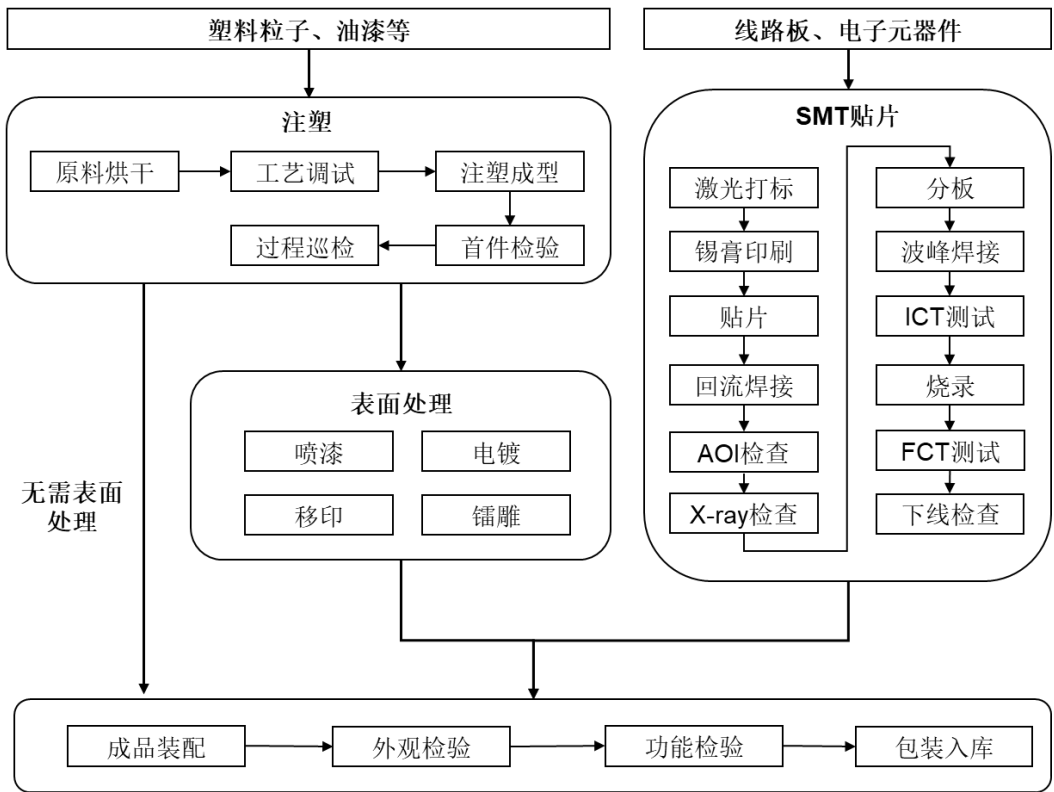 塑料粒子、油漆等
线路板、电子元器件
注塑
原料烘干
工艺调试
注塑成型
首件检验
过程巡检
SMT贴片
激光打标
锡膏印刷
贴片
回流焊接
AOI检查
X-ray检查
分板
波峰焊接
ICT测试
烧录
FCT测试
下线检查
表面处理
喷漆
电镀
移印
镭雕
无需表面
处理
成品装配
外观检验
功能检验
包装入库